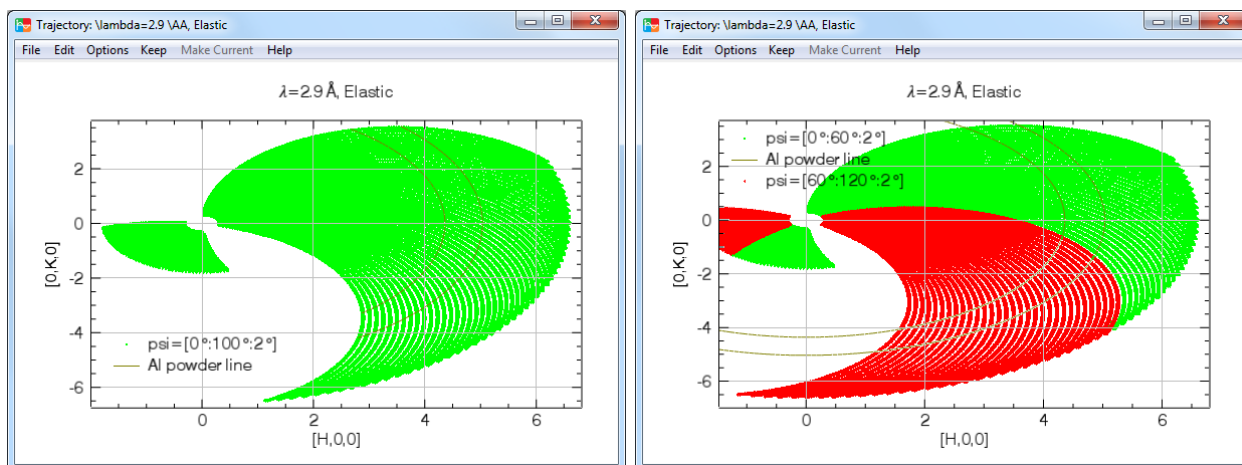 Trajectory: \lambda=2.9 \AA, Elastic
File Edit Options Keep Make Current Help
λ=2.9 Å, Elastic
[0,K,0]
2
0
-2
-4
-6
psi=[0°:100°:2°]
Al powder line
0 2 4 6
[H,0,0]
Trajectory: \lambda=2.9 \AA, Elastic
File Edit Options Keep Make Current Help
λ=2.9 Å, Elastic
[0,K,0]
psi=[0°:60°:2°]
Al powder line
psi=[60°:120°:2°]
2
0
-2
-4
-6
0 2 4 6
[H,0,0]